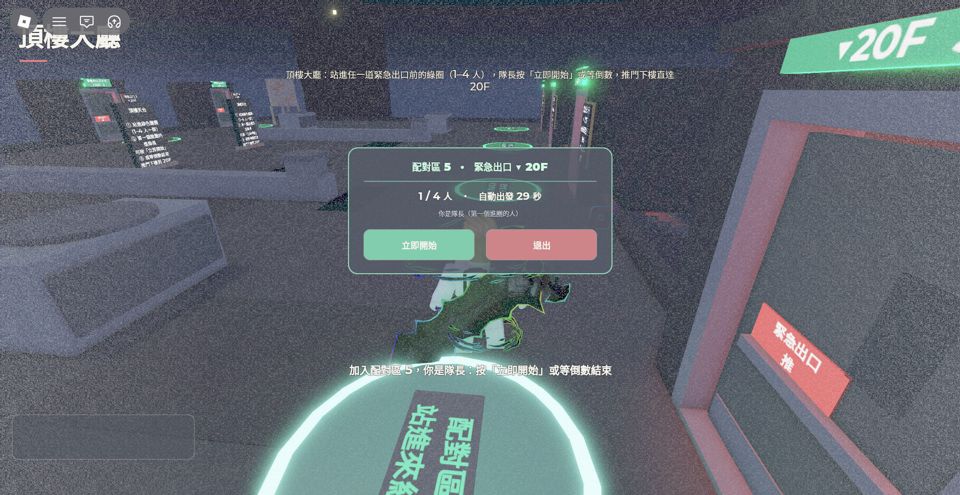 頂樓大廳
頂樓大廳：站進任一道緊急出口前的綠圈（1–4 人），隊長按「立即開始」或等倒數，推門下樓直達
20F
▼20F
配對區 5 • 緊急出口 ▼ 20F
1 / 4 人 · 自動出發 29 秒
你是隊長（第一個進圈的人）
立即開始
退出
加入配對區 5，你是隊長：按「立即開始」或等倒數結束
緊急出口
推
配對區
站進來